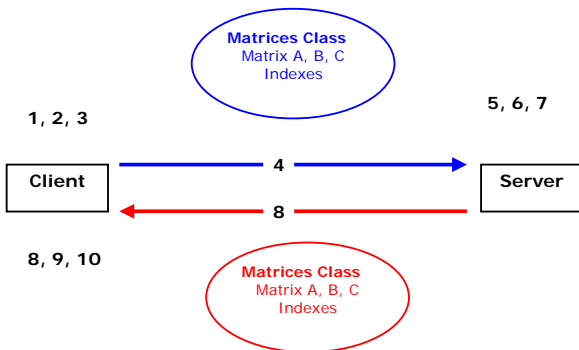 Matrices Class
Matrix A, B, C
Indexes
1, 2, 3
5, 6, 7
Client
4
Server
8
8, 9, 10
Matrices Class
Matrix A, B, C
Indexes